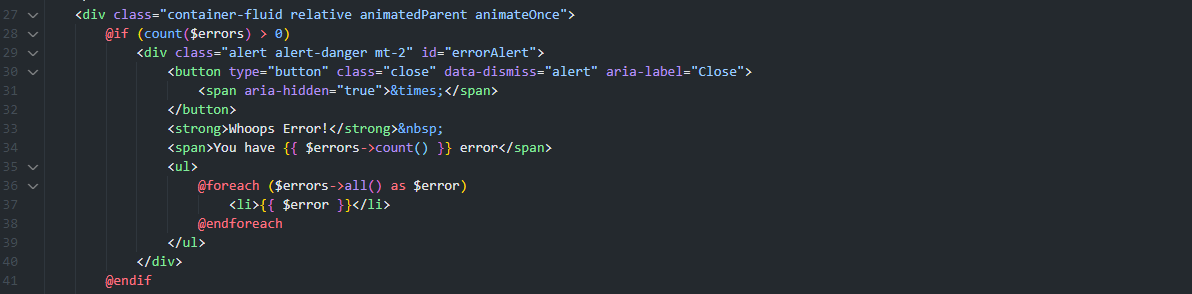 27 <div class="container-fluid relative animatedParent animateOnce">
28 @if (count($errors) > 0)
29 <div class="alert alert-danger mt-2" id="errorAlert">
30 <button type="button" class="close" data-dismiss="alert" aria-label="Close">
31 <span aria-hidden="true">&times;</span>
32 </button>
33 <strong>Whoops Error!</strong>&nbsp;
34 <span>You have {{ $errors->count() }} error</span>
35 <ul>
36 @foreach ($errors->all() as $error)
37 <li>{{ $error }}</li>
38 @endforeach
39 </ul>
40 </div>
41 @endif